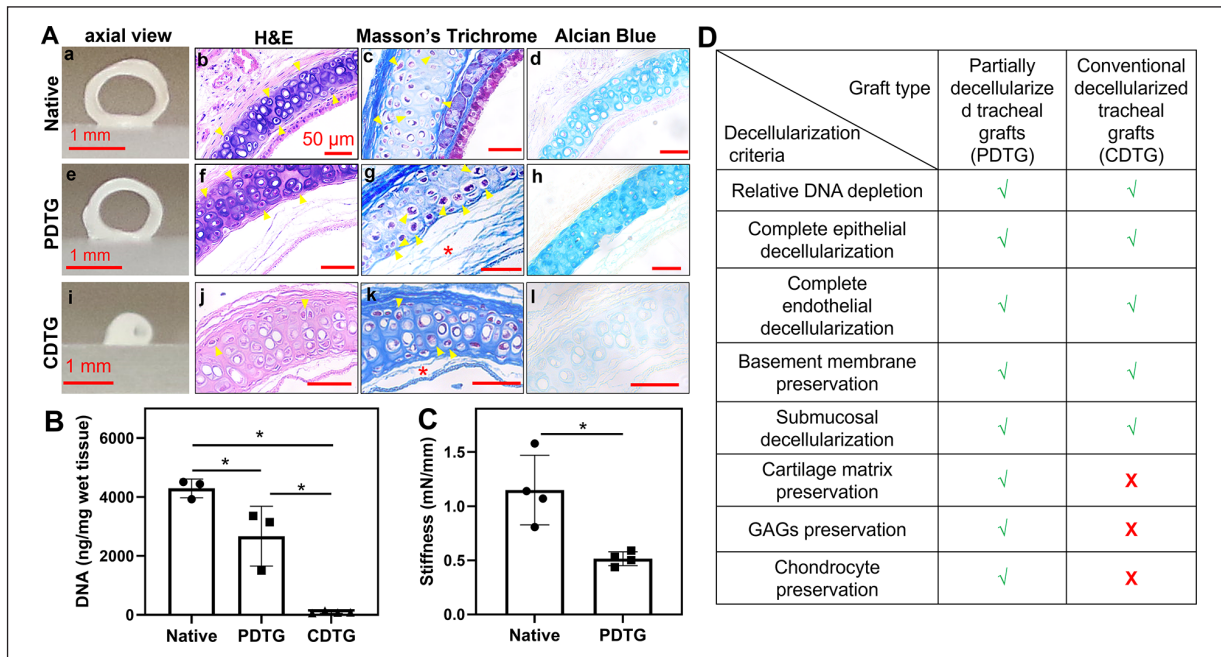 A
axial view
H&E
Masson's Trichrome
Alcian Blue
Native
a
1 mm
b
50 µm
c
d
PDTG
e
1 mm
f
g
*
h
CDTG
i
1 mm
j
k
*
l
B
DNA (ng/mg wet tissue)
6000
4000
2000
0
*
*
*
Native
PDTG
CDTG
C
Stiffness (mN/mm)
1.5
1.0
0.5
0.0
*
Native
PDTG
D
Graft type
Decellularization
criteria
Partially
decellularize
d tracheal
grafts
(PDTG)
Conventional
decellularized
tracheal
grafts
(CDTG)
Relative DNA depletion
√
√
Complete epithelial
decellularization
√
√
Complete
endothelial
decellularization
√
√
Basement membrane
preservation
√
√
Submucosal
decellularization
√
√
Cartilage matrix
preservation
√
X
GAGs preservation
√
X
Chondrocyte
preservation
√
X